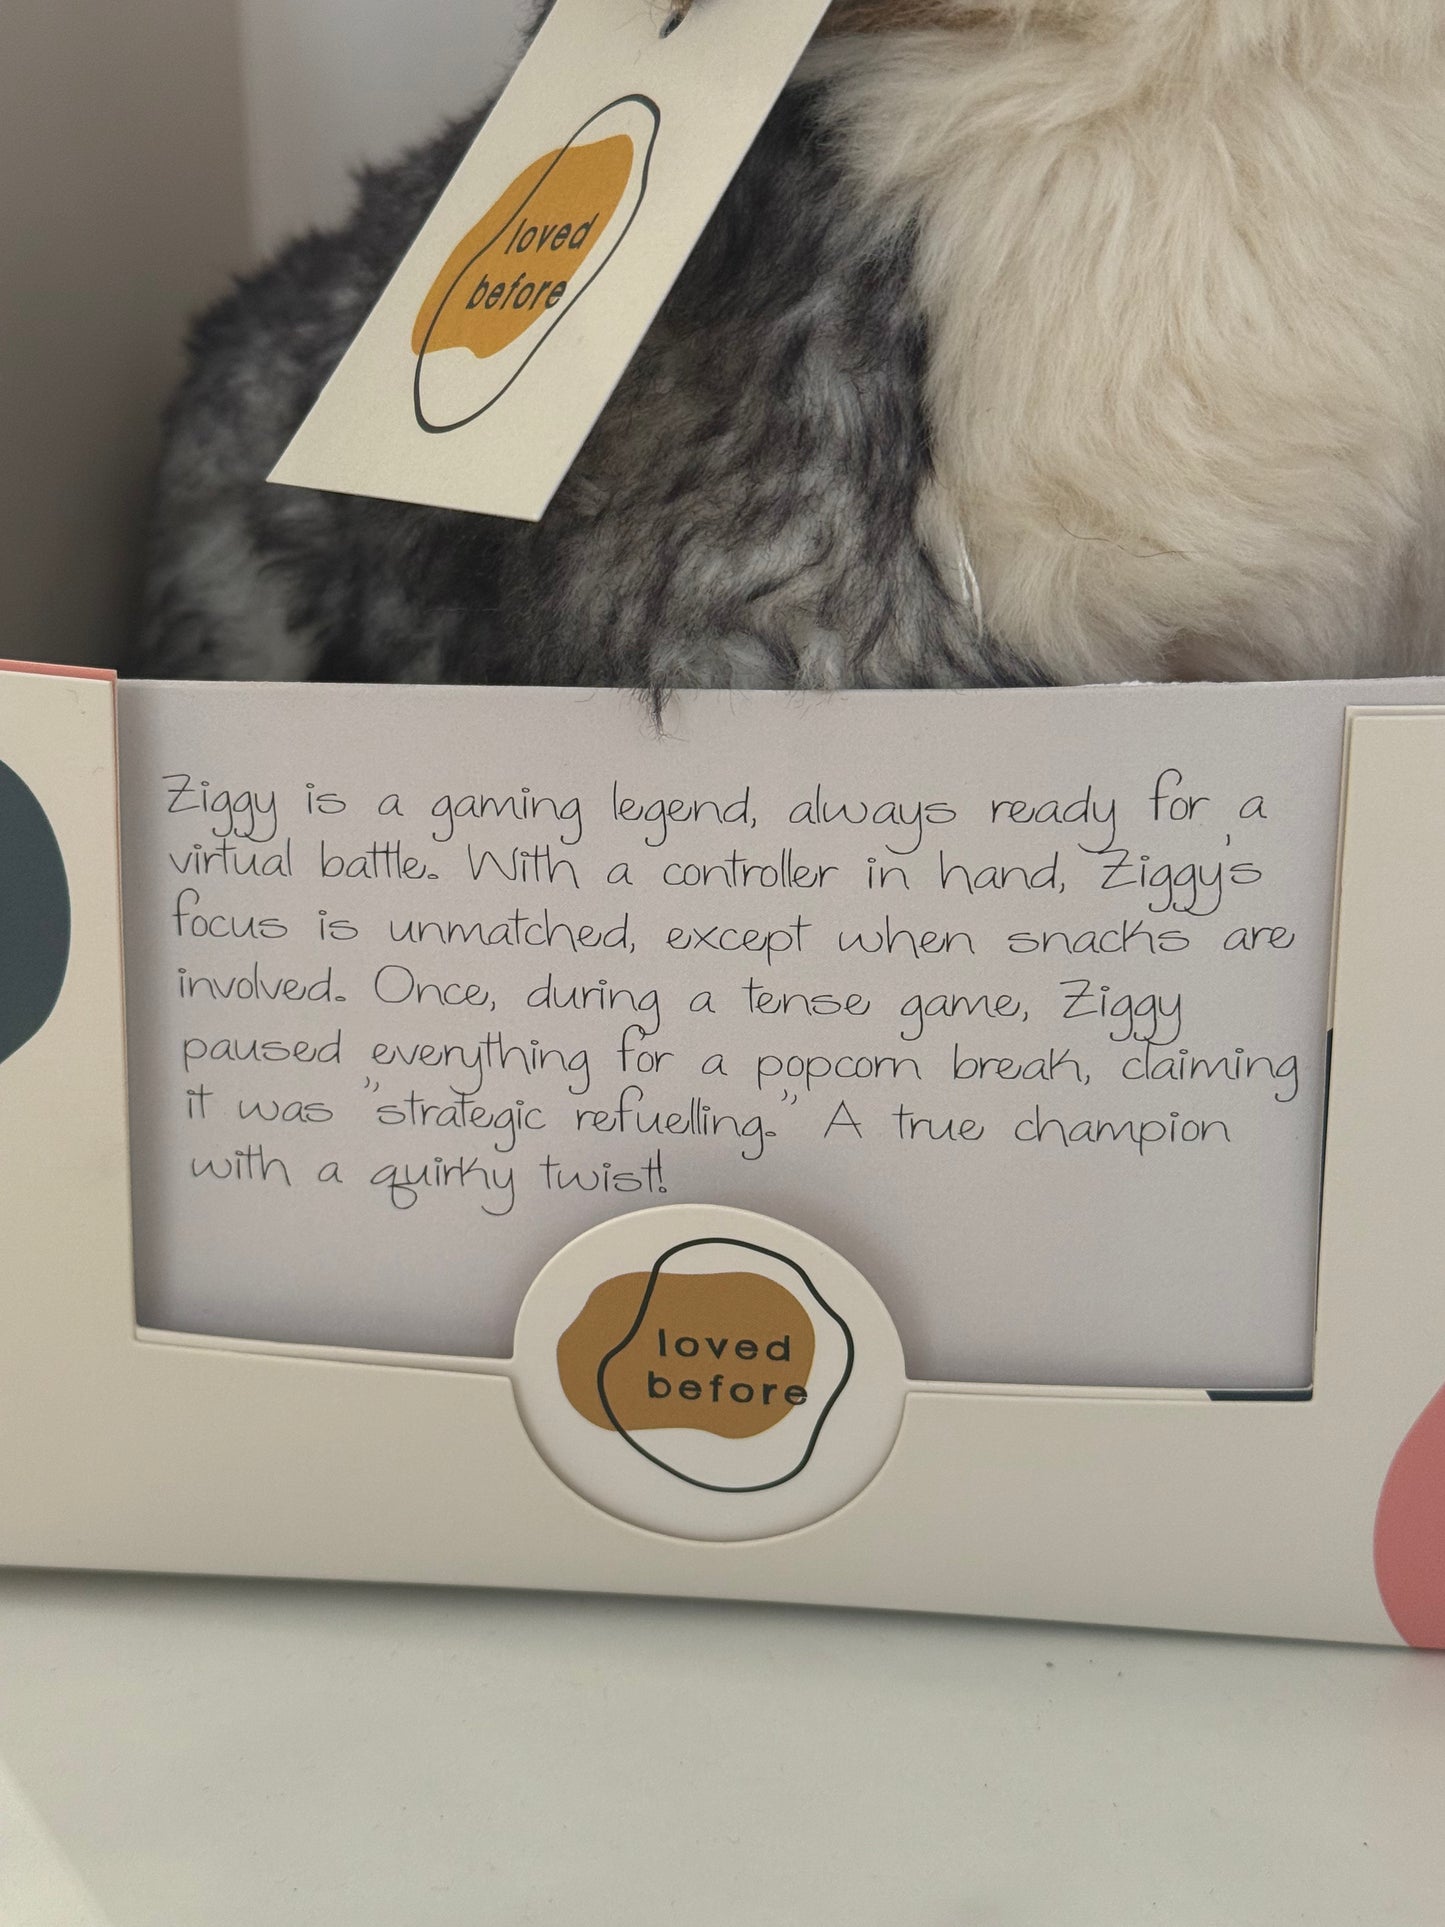 loved
before
Ziggy is a gaming legend, always ready for a
virtual battle. With a controller in hand, Ziggy's
focus is unmatched, except when snacks are
involved. Once, during a tense game, Ziggy
paused everything for a popcorn break, claiming
it was "strategic refuelling." A true champion
with a quirky twist!
loved
before